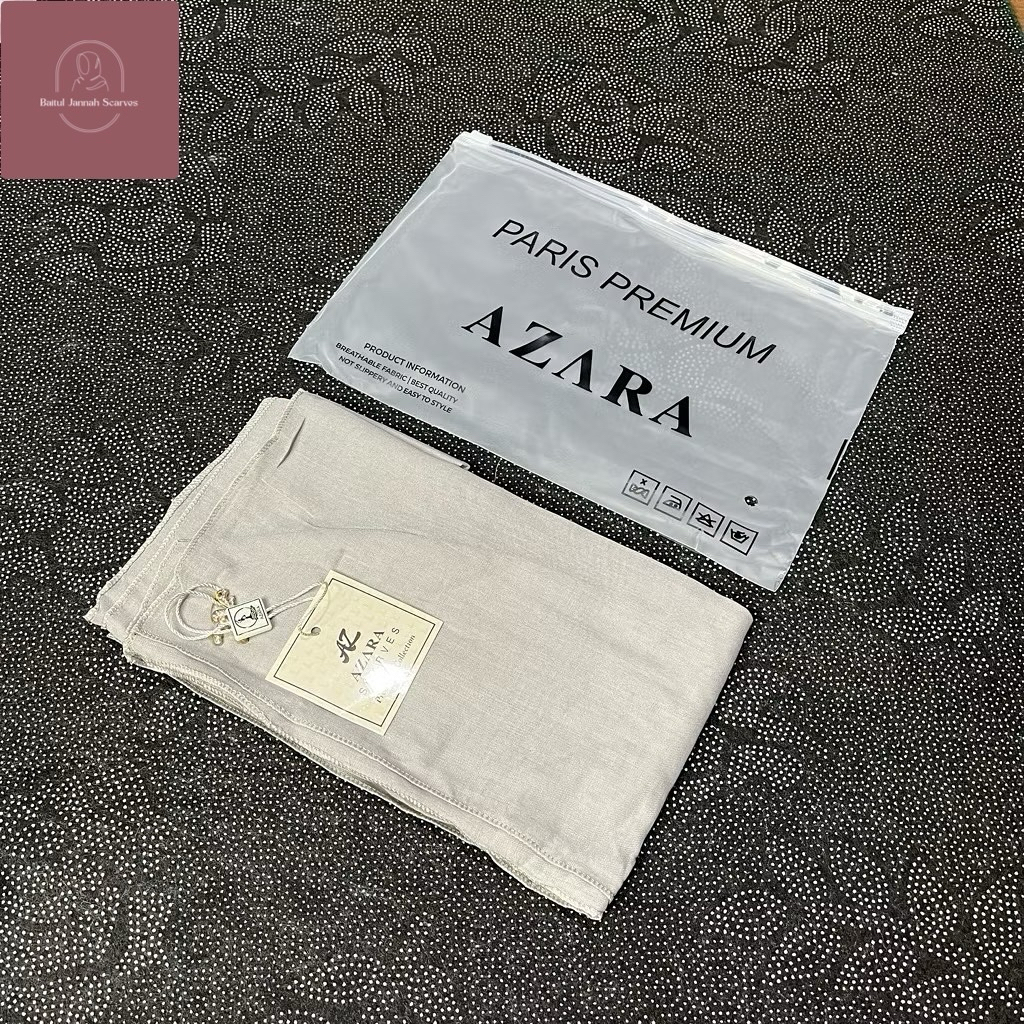 Baitul Jannah Scarves
PARIS PREMIUM
AZARA
PRODUCT INFORMATION
BREATHABLE FABRIC | BEST QUALITY
NOT SLIPPERY AND EASY TO STYLE
AZ
AZARA